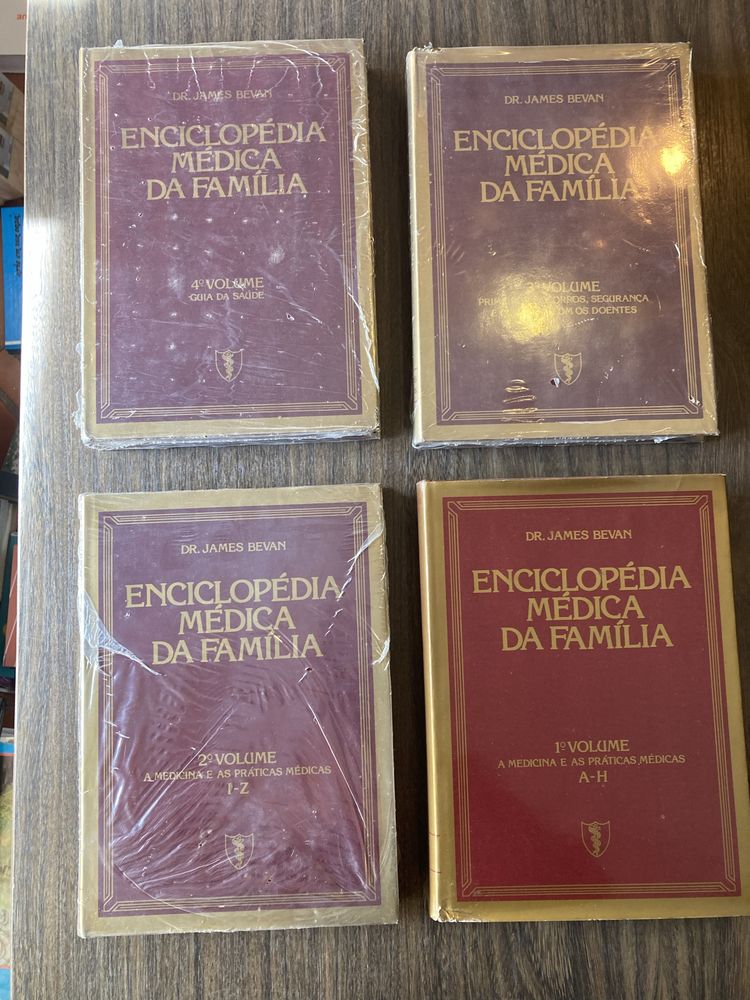 DR. JAMES BEVAN
ENCICLOPÉDIA
MÉDICA
DA FAMÍLIA
4º VOLUME
GUIA DA SAÚDE
DR. JAMES BEVAN
ENCICLOPÉDIA
MÉDICA
DA FAMÍLIA
3º VOLUME
SEGURANÇA
OS DOENTES
DR. JAMES BEVAN
ENCICLOPÉDIA
MÉDICA
DA FAMÍLIA
2º VOLUME
A MEDICINA E AS PRÁTICAS MÉDICAS
I-Z
DR. JAMES BEVAN
ENCICLOPÉDIA
MÉDICA
DA FAMÍLIA
1º VOLUME
A MEDICINA E AS PRÁTICAS MÉDICAS
A-H